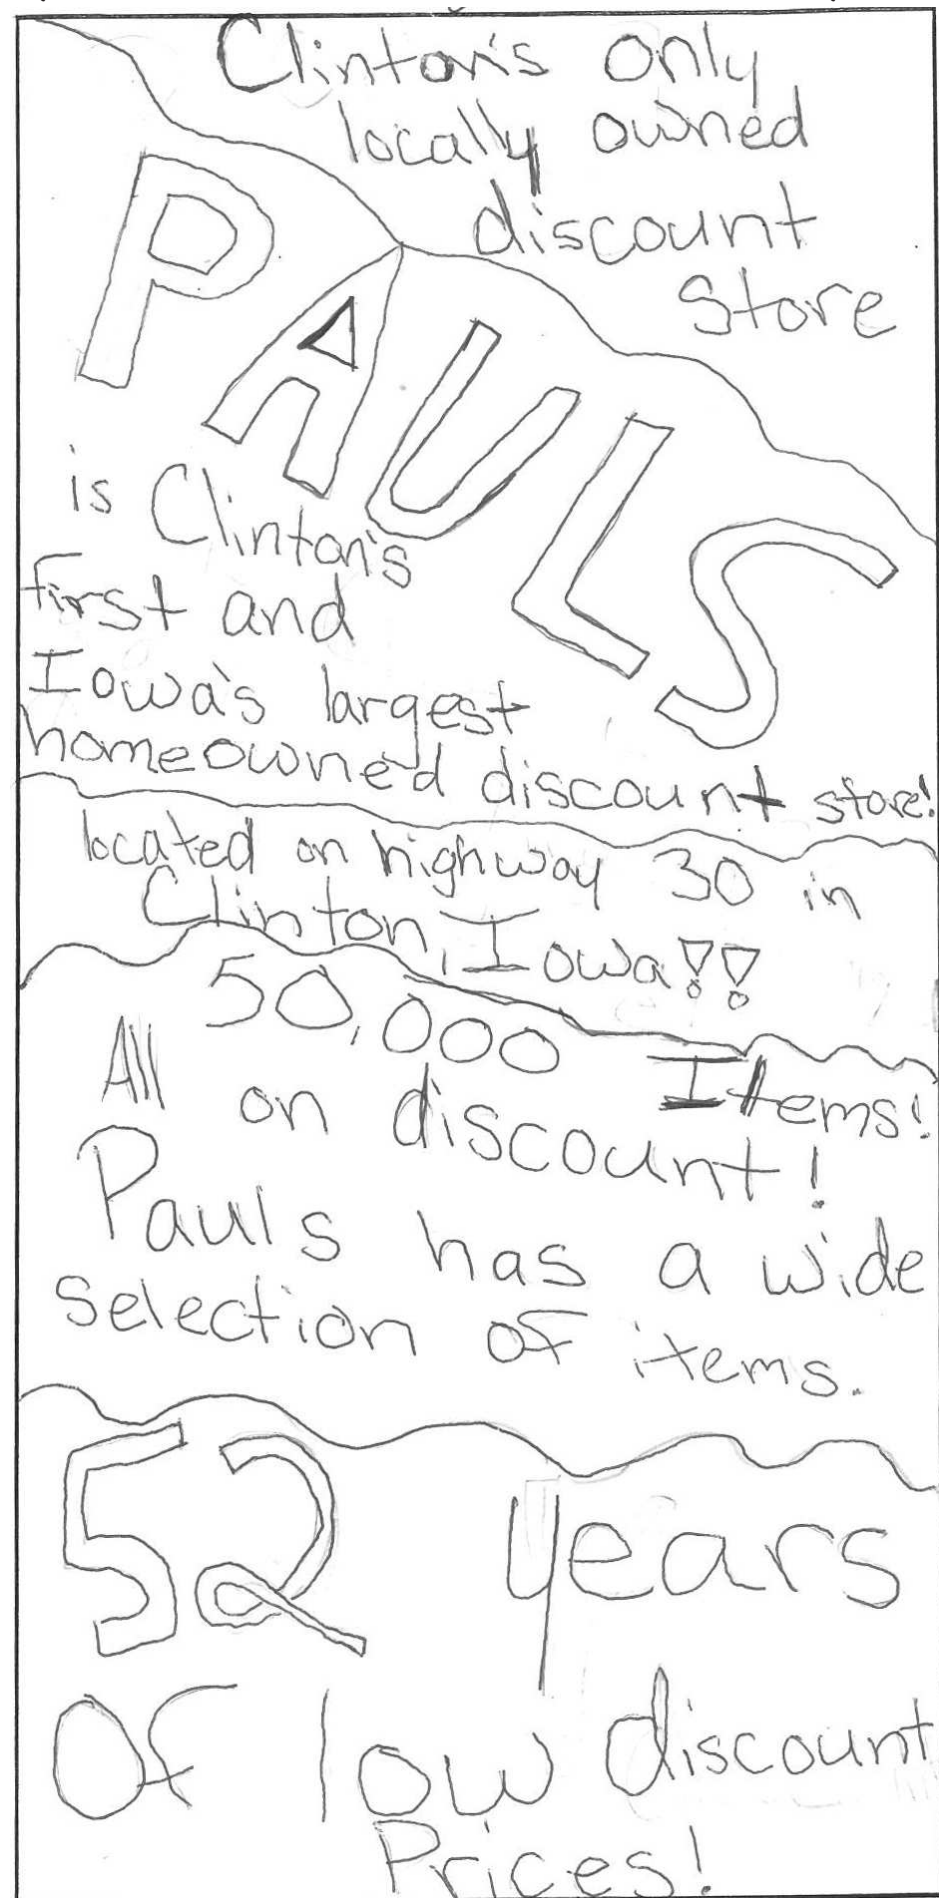 Clinton's only
locally owned
discount
Store
PAULS
is Clinton's
first and
Iowa's largest
homeowned discount store!
located on highway 30 in
Clinton, Iowa!!
50,000 Items!
All on discount!
Pauls has a wide
selection of items.
52 years
Of low discount
Prices!